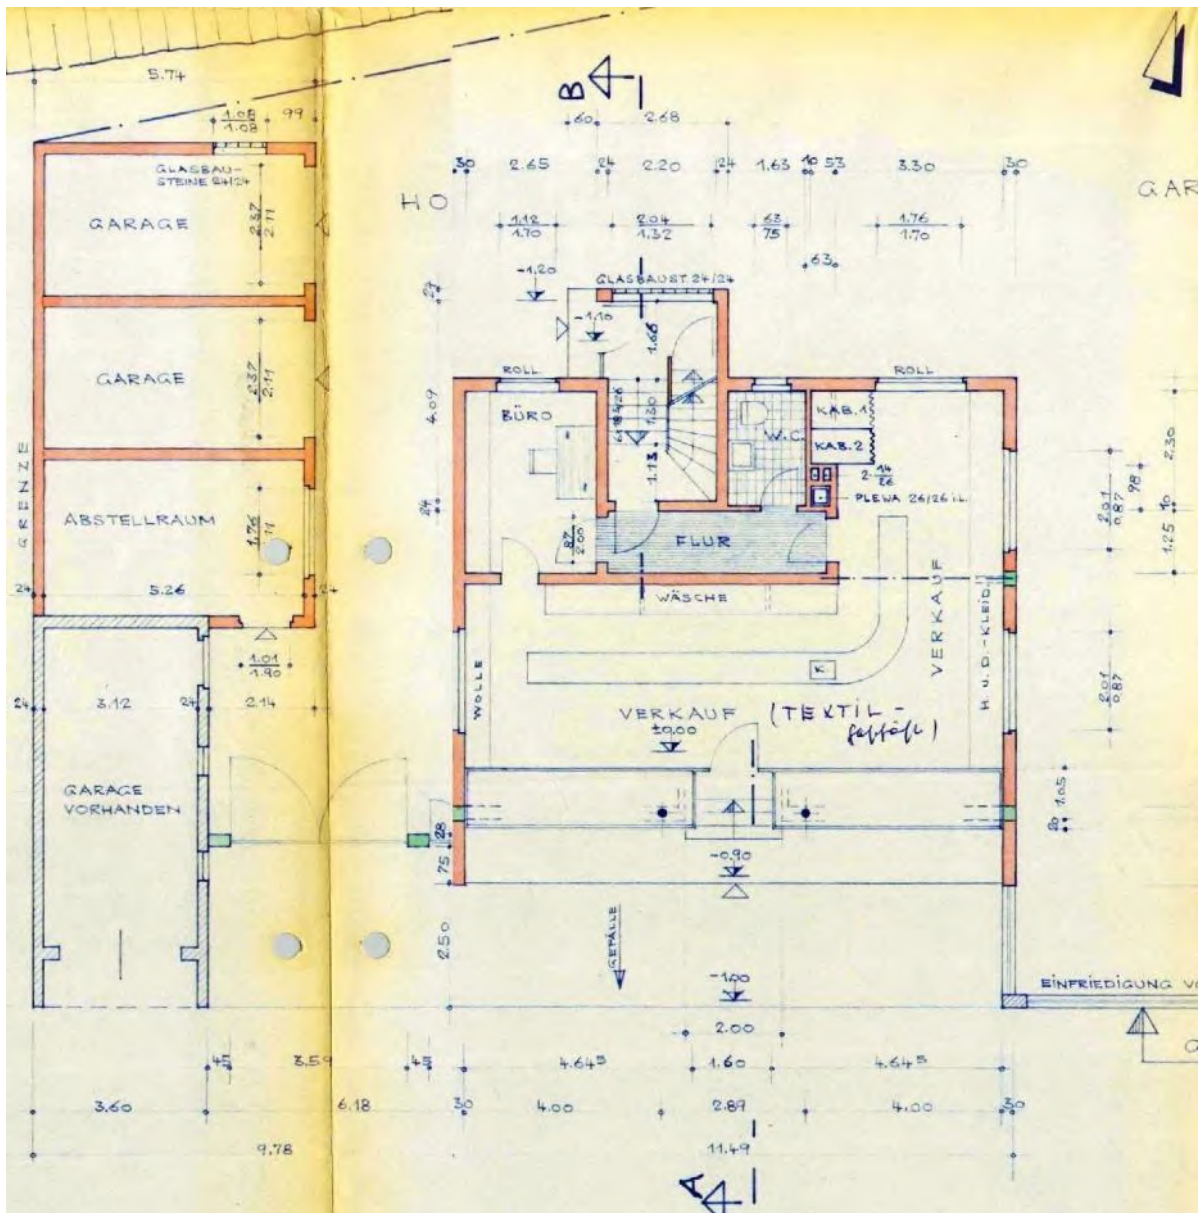 5.74
B
60
2.68
1.08
1.08
99
30
2.65
24
2.20
24
1.63
10
53
3.30
30
GLASBAU-
STEINE 24/24
HO
GAR
GARAGE
2.37
2.11
1.12
1.70
2.04
1.32
63
75
1.76
1.70
63
-1.20
GLASBAUST. 24/24
24
-1.10
1.66
ROLL.
ROLL
GARAGE
2.37
2.11
4.09
BÜRO
1.30
KAB. 1
W.C.
KAB. 2
2.30
1.13
2.14
26
PLEWA 26/26 i.L.
98
2.01
0.87
10
1.25
GRENZE
ABSTELLRAUM
1.76
24
87
2.00
FLUR
24
5.26
24
WÄSCHE
VERKAUF
H. U. D. - KLEID.
1.01
1.90
K.
2.01
0.87
24
3.12
24
2.14
WOLLE
VERKAUF
(TEXTIL-
±0.00
GARAGE
VORHANDEN
1.05
20
28
75
-0.90
2.50
GEFÄLLE
-1.00
EINFRIEDIGUNG VO
2.00
45
3.59
45
4.64⁵
1.60
4.64⁵
3.60
6.18
30
4.00
2.89
4.00
30
9.78
11.49
A